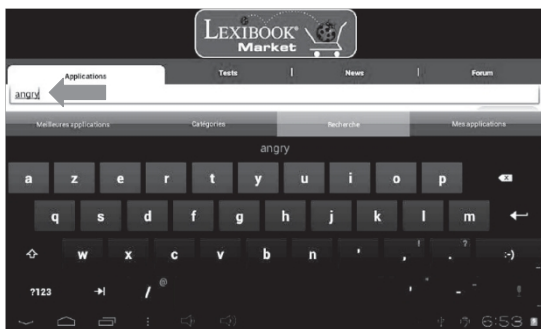 LEXIBOOK®
Market
Applications Tests | News | Forum
angry
Meilleures applications Catégories Recherche Mes applications
angry
a z e r t y u i o p
q s d f g h j k l m
w x c v b n ' , ! . ? :-)
?123 / @ ' " - _ !
6:53